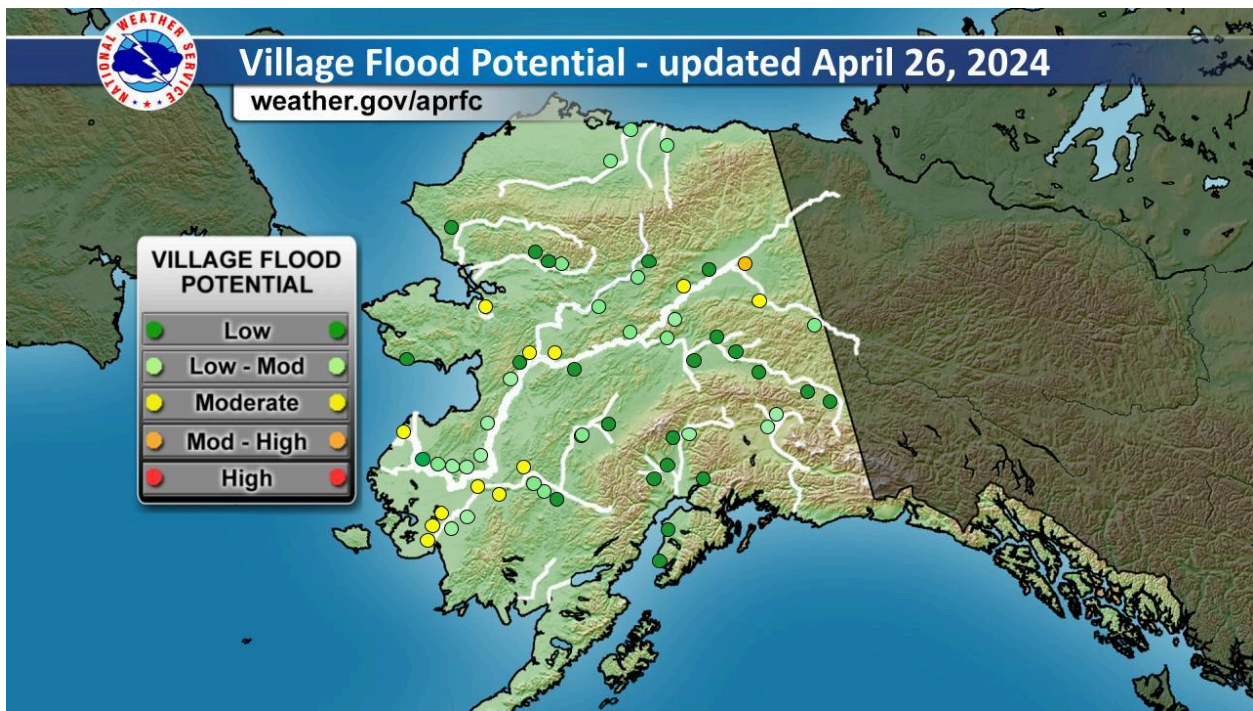 NATIONAL WEATHER SERVICE
Village Flood Potential - updated April 26, 2024
weather.gov/aprfc
VILLAGE FLOOD
POTENTIAL
Low
Low - Mod
Moderate
Mod - High
High